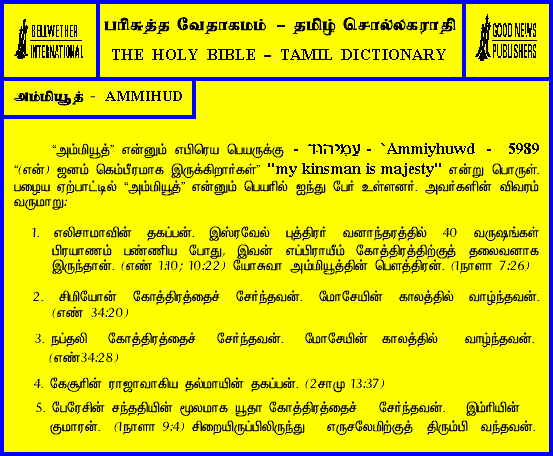 BELLWETHER
INTERNATIONAL
பரிசுத்த வேதாகமம் – தமிழ் சொல்லகராதி
THE HOLY BIBLE – TAMIL DICTIONARY
GOOD NEWS
PUBLISHERS
அம்மியூத் - AMMIHUD
“அம்மியூத்” என்னும் எபிரெய பெயருக்கு - עַמִּיהוּד - `Ammiyhuwd - 5989
“(என்) ஜனம் கெம்பீரமாக இருக்கிறார்கள்” "my kinsman is majesty" என்று பொருள்.
பழைய ஏற்பாட்டில் “அம்மியூத்” என்னும் பெயரில் ஐந்து பேர் உள்ளனர். அவர்களின் விவரம்
வருமாறு:
1. எலிசாமாவின் தகப்பன். இஸ்ரவேல் புத்திரர் வனாந்தரத்தில் 40 வருஷங்கள்
பிரயாணம் பண்ணிய போது, இவன் எப்பிராயீம் கோத்திரத்திற்குத் தலைவனாக
இருந்தான். (எண் 1:10; 10:22) யோசுவா அம்மியூத்தின் பௌத்திரன். (1நாளா 7:26)
2. சிமியோன் கோத்திரத்தைச் சேர்ந்தவன். மோசேயின் காலத்தில் வாழ்ந்தவன்.
(எண் 34:20)
3. நப்தலி கோத்திரத்தைச் சேர்ந்தவன். மோசேயின் காலத்தில் வாழ்ந்தவன்.
(எண்34:28)
4. கேசூரின் ராஜாவாகிய தல்மாயின் தகப்பன். (2சாமு 13:37)
5. பேரேசின் சந்ததியின் மூலமாக யூதா கோத்திரத்தைச் சேர்ந்தவன். இம்ரியின்
குமாரன். (1நாளா 9:4) சிறையிருப்பிலிருந்து எருசலேமிற்குத் திரும்பி வந்தவன்.